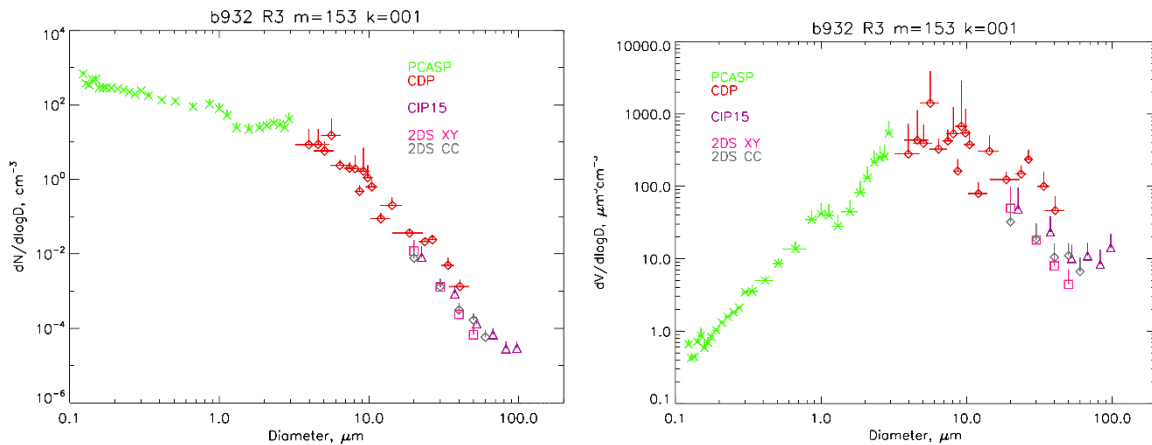 b932 R3 m=153 k=001
10^6
10^4
10^2
10^0
10^-2
10^-4
10^-6
dN/dlogD, cm^-3
PCASP
CDP
CIP15
2DS XY
2DS CC
0.1
1.0
10.0
100.0
Diameter, μm
b932 R3 m=153 k=001
10000.0
1000.0
100.0
10.0
1.0
0.1
dV/dlogD, μm^3cm^-3
PCASP
CDP
CIP15
2DS XY
2DS CC
0.1
1.0
10.0
100.0
Diameter, μm